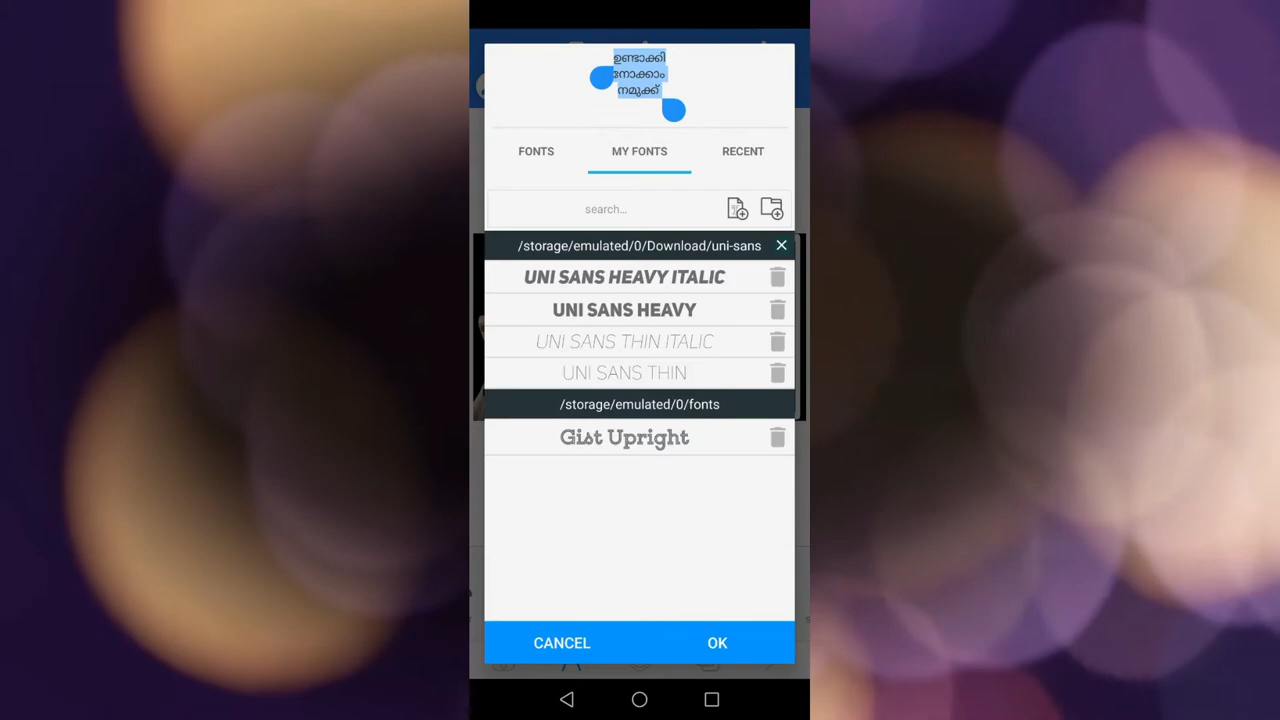 ഉണ്ടാക്കി
നോക്കാം
നമുക്ക്
FONTS
MY FONTS
RECENT
search...
/storage/emulated/0/Download/uni-sans
UNI SANS HEAVY ITALIC
UNI SANS HEAVY
UNI SANS THIN ITALIC
UNI SANS THIN
/storage/emulated/0/fonts
Gist Upright
CANCEL
OK